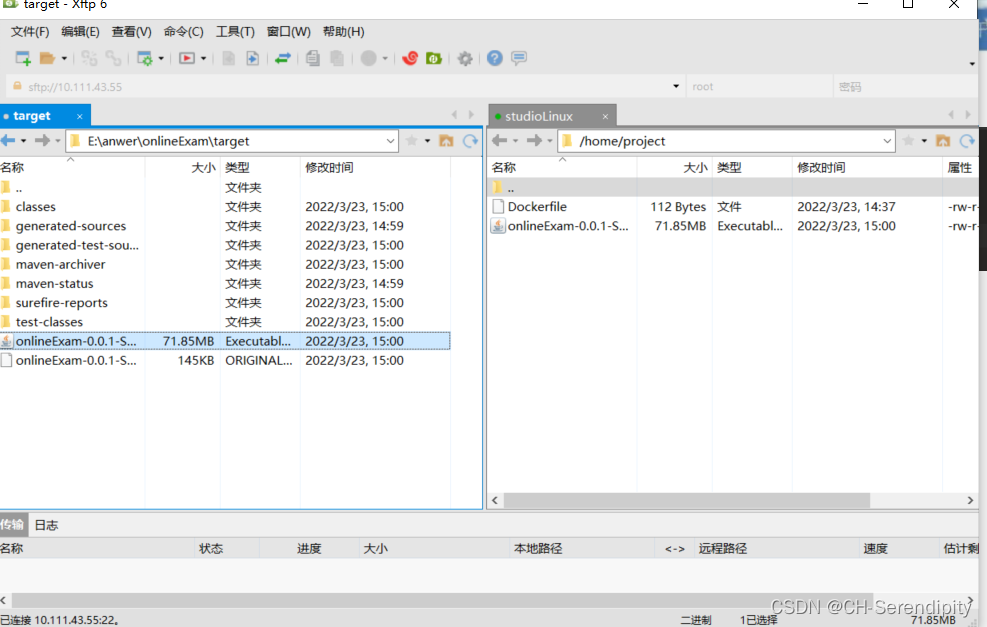 target - Xftp 6
文件(F) 编辑(E) 查看(V) 命令(C) 工具(T) 窗口(W) 帮助(H)
sftp://10.111.43.55 root 密码
target × studioLinux ×
E:\anwer\onlineExam\target /home/project
名称 大小 类型 修改时间 名称 大小 类型 修改时间 属性
.. 文件夹 ..
classes 文件夹 2022/3/23, 15:00 Dockerfile 112 Bytes 文件 2022/3/23, 14:37 -rw-r-
generated-sources 文件夹 2022/3/23, 14:59 onlineExam-0.0.1-S... 71.85MB Executabl... 2022/3/23, 15:00 -rw-r-
generated-test-sou... 文件夹 2022/3/23, 15:00
maven-archiver 文件夹 2022/3/23, 15:00
maven-status 文件夹 2022/3/23, 14:59
surefire-reports 文件夹 2022/3/23, 15:00
test-classes 文件夹 2022/3/23, 15:00
onlineExam-0.0.1-S... 71.85MB Executabl... 2022/3/23, 15:00
onlineExam-0.0.1-S... 145KB ORIGINAL... 2022/3/23, 15:00
传输 日志
名称 状态 进度 大小 本地路径 <-> 远程路径 速度 估计剩
CSDN @CH-Serendipity
已连接 10.111.43.55:22。 二进制 1已选择 71.85MB